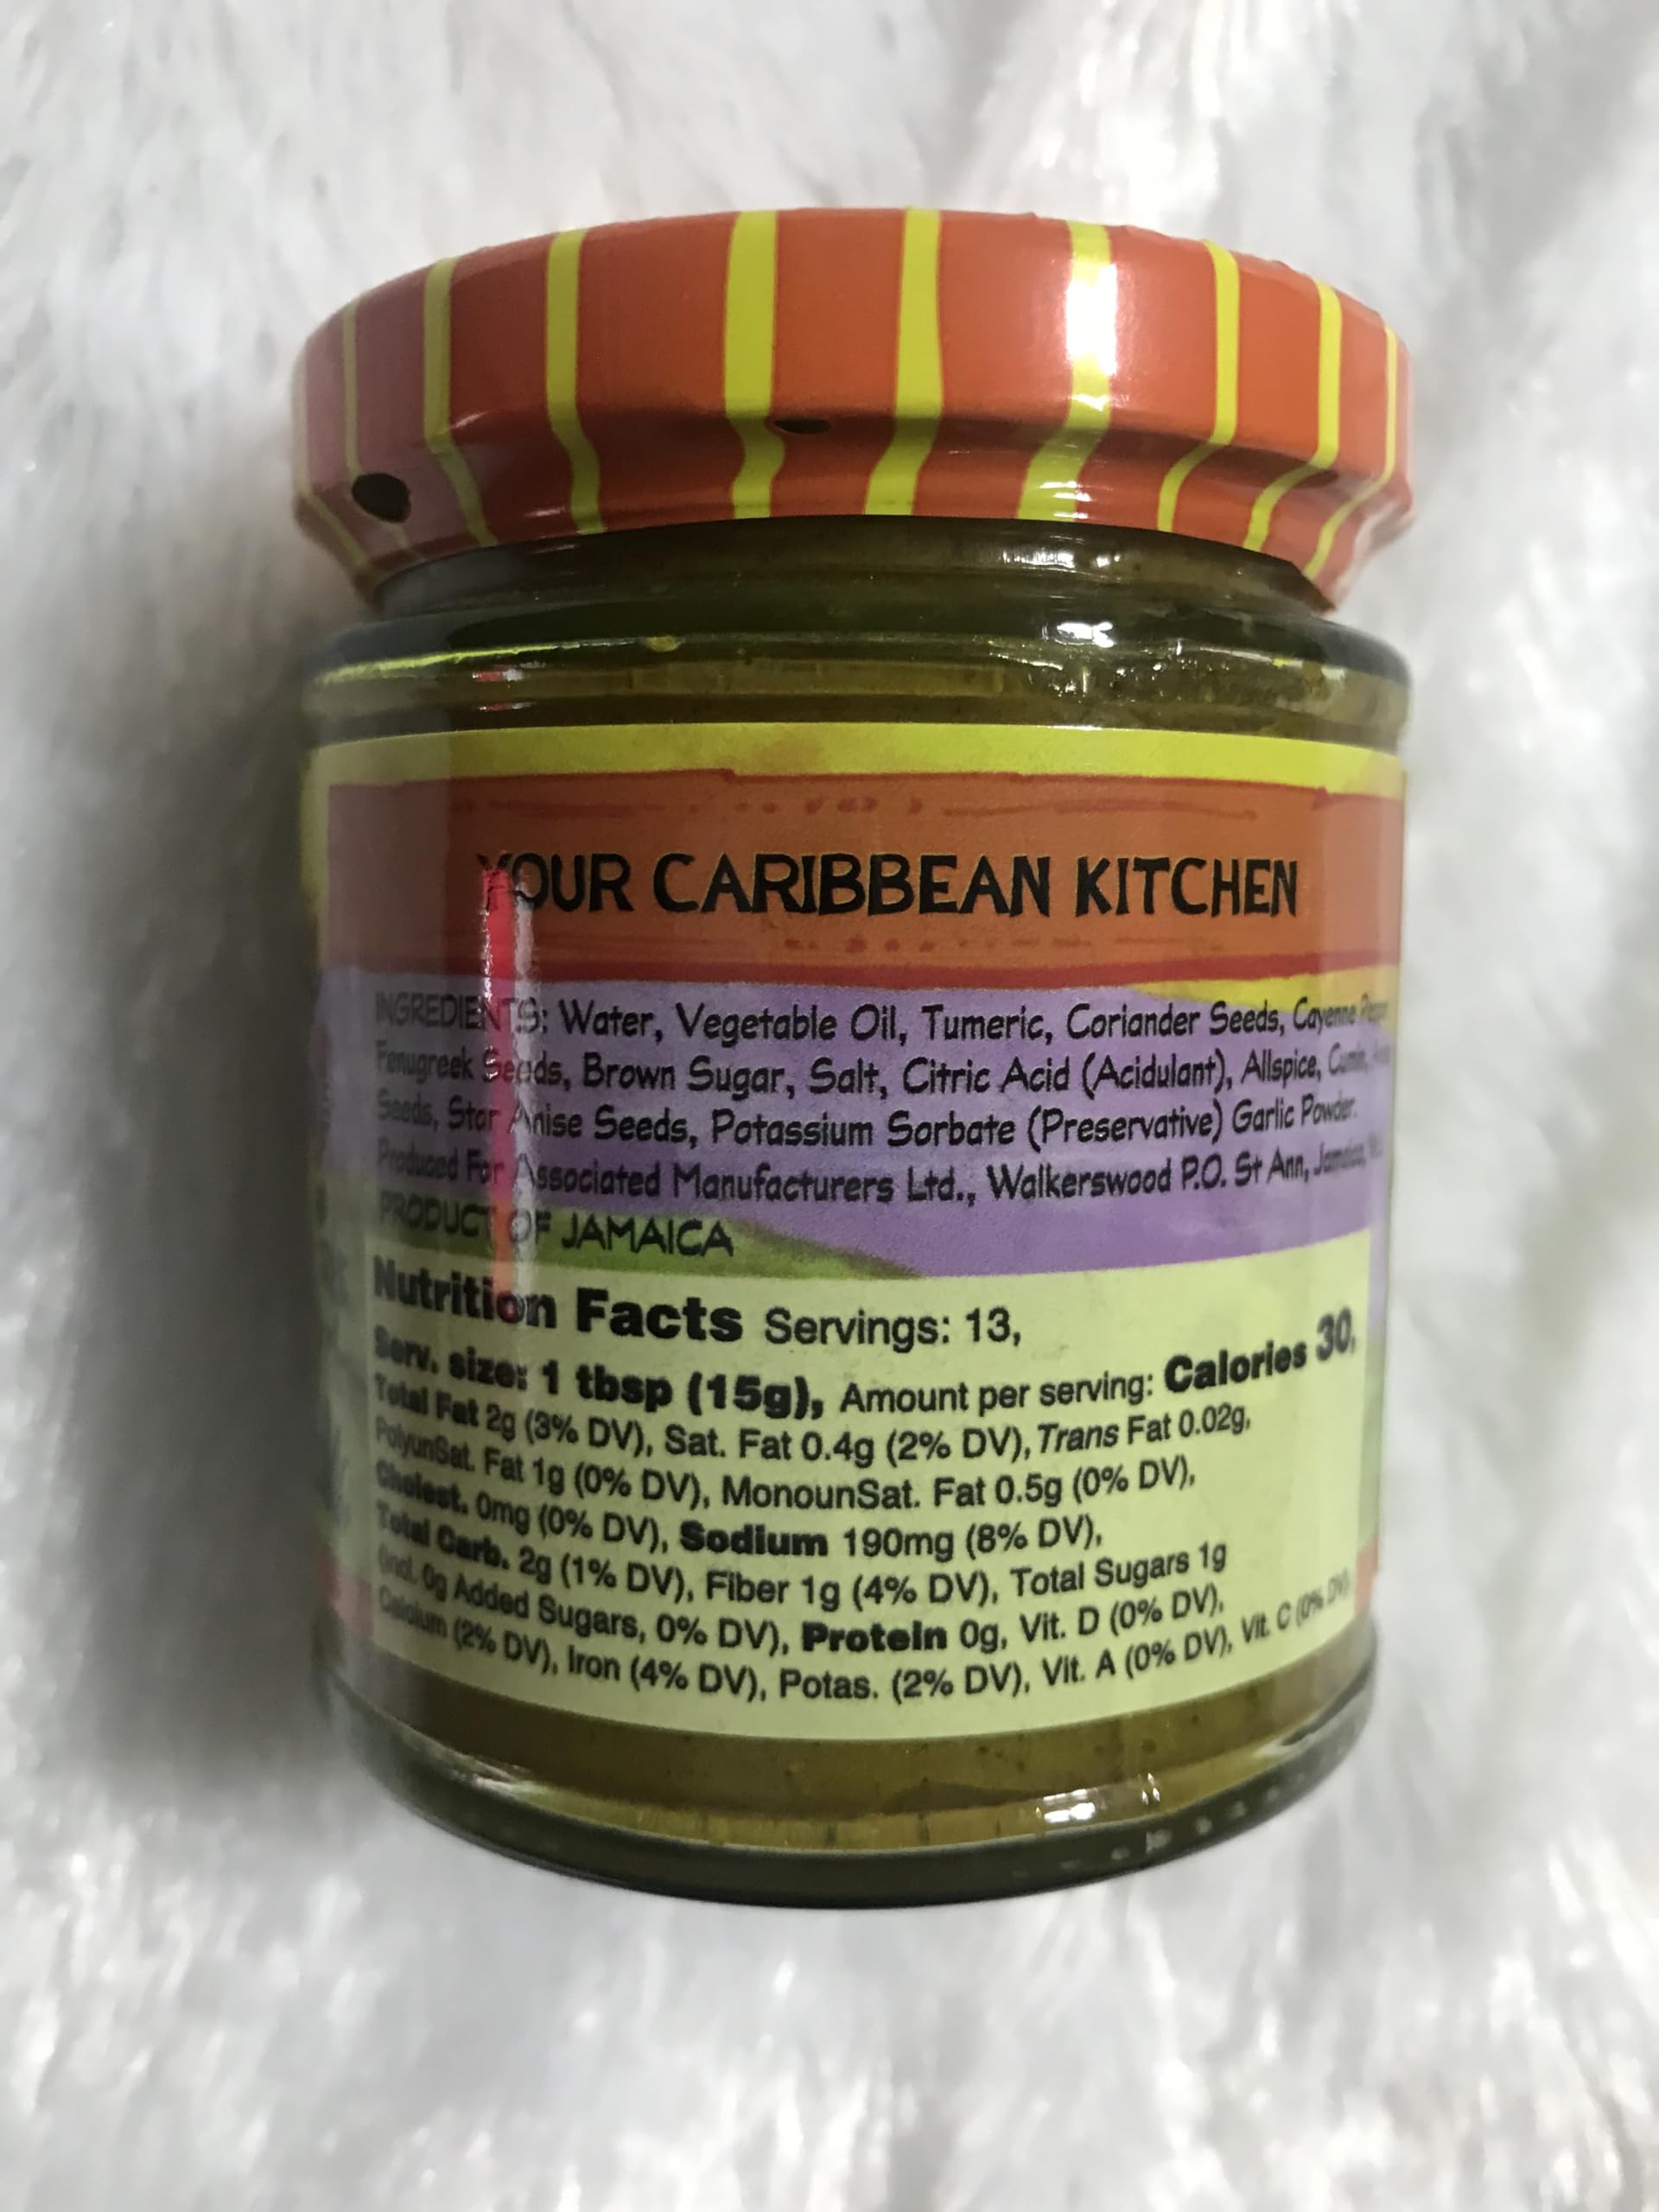 YOUR CARIBBEAN KITCHEN
INGREDIENTS: Water, Vegetable Oil, Tumeric, Coriander Seeds, Cayenne Pepper
Fenugreek Seeds, Brown Sugar, Salt, Citric Acid (Acidulant), Allspice, Cumin,
Seeds, Star Anise Seeds, Potassium Sorbate (Preservative) Garlic Powder.
Produced For Associated Manufacturers Ltd., Walkerswood P.O. St Ann, Jamaica,
PRODUCT OF JAMAICA
Nutrition Facts Servings: 13,
Serv. size: 1 tbsp (15g), Amount per serving: Calories 30,
Total Fat 2g (3% DV), Sat. Fat 0.4g (2% DV), Trans Fat 0.02g,
PolyunSat. Fat 1g (0% DV), MonounSat. Fat 0.5g (0% DV),
Cholest. 0mg (0% DV), Sodium 190mg (8% DV),
Total Carb. 2g (1% DV), Fiber 1g (4% DV), Total Sugars 1g
(Incl. 0g Added Sugars, 0% DV), Protein 0g, Vit. D (0% DV),
Calcium (2% DV), Iron (4% DV), Potas. (2% DV), Vit. A (0% DV), Vit. C (0% DV)